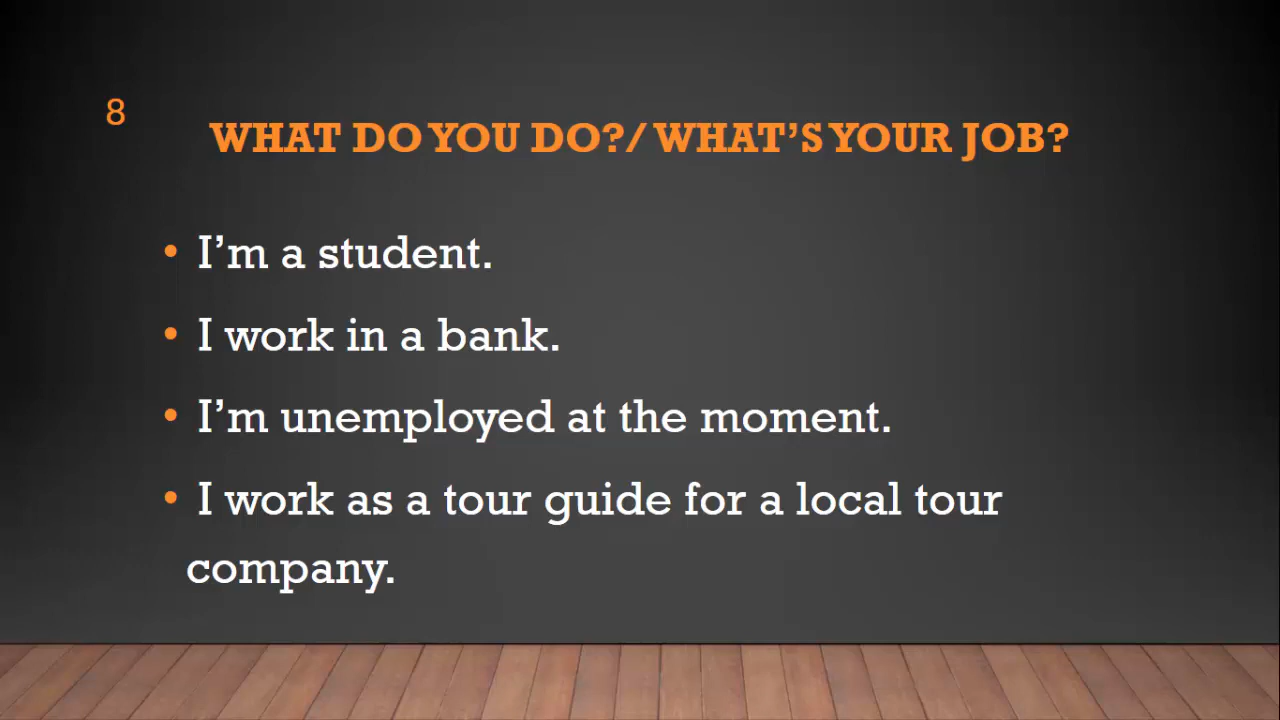 8
WHAT DO YOU DO?/ WHAT’S YOUR JOB?
• I’m a student.
• I work in a bank.
• I’m unemployed at the moment.
• I work as a tour guide for a local tour
company.